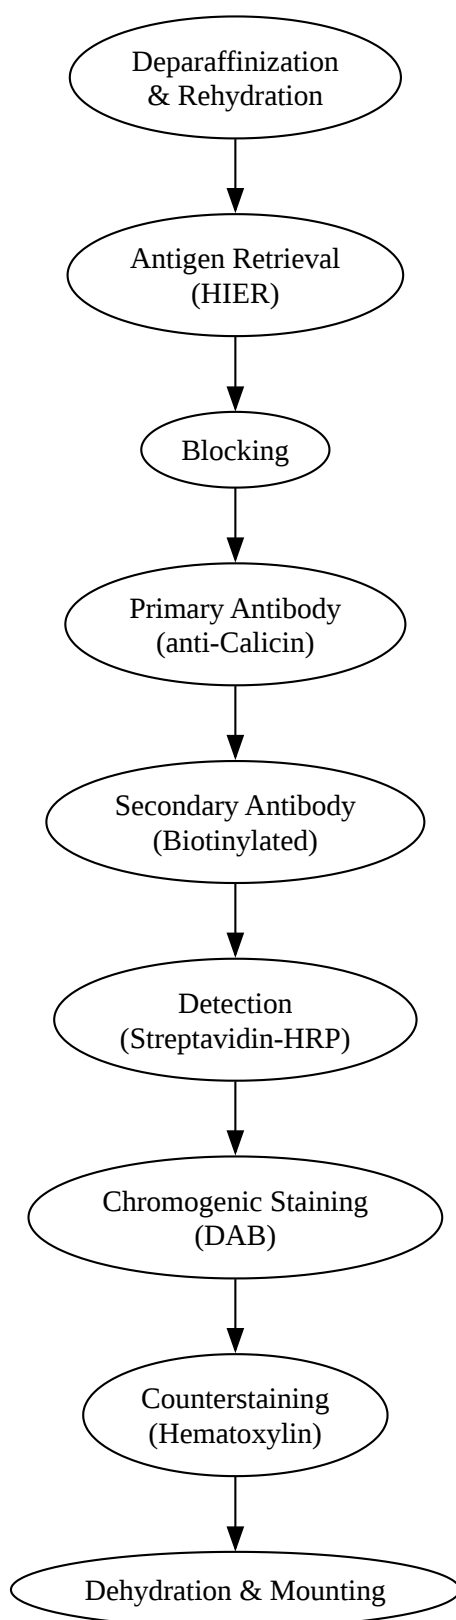 Deparaffinization
& Rehydration
Antigen Retrieval
(HIER)
Blocking
Primary Antibody
(anti-Calicin)
Secondary Antibody
(Biotinylated)
Detection
(Streptavidin-HRP)
Chromogenic Staining
(DAB)
Counterstaining
(Hematoxylin)
Dehydration & Mounting